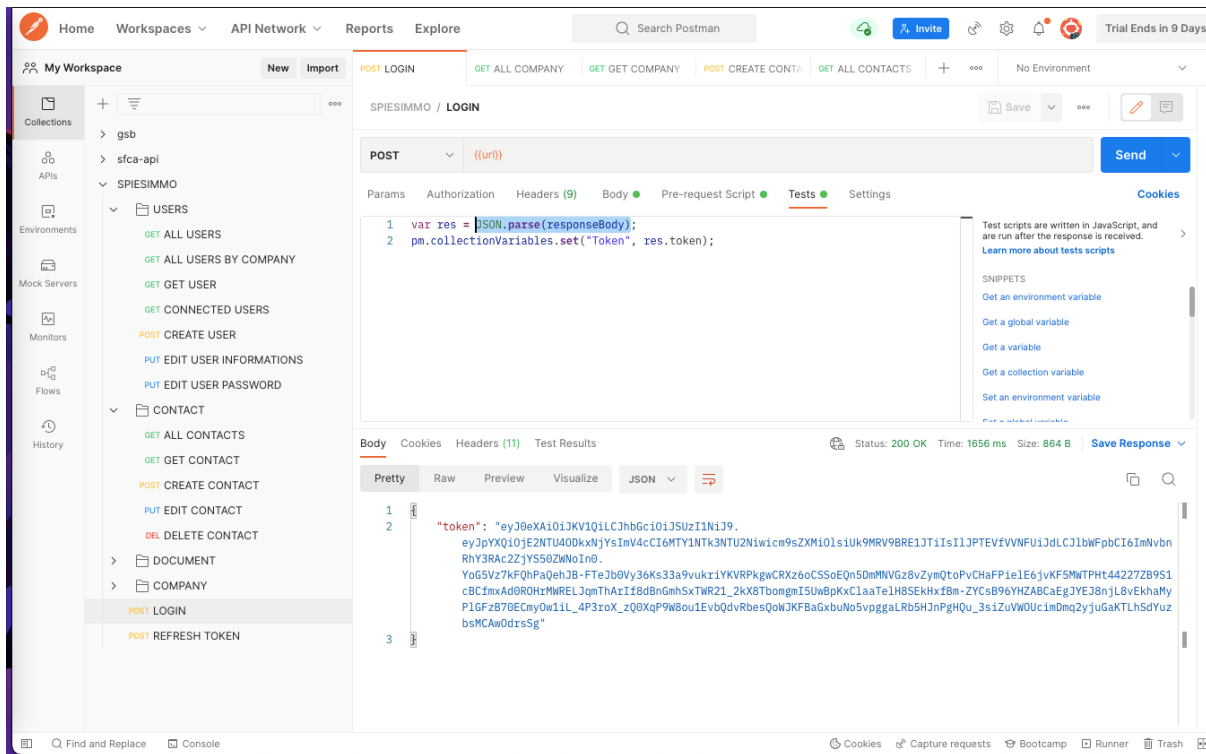 Home Workspaces API Network Reports Explore Search Postman Invite Trial Ends in 9 Days
My Workspace New Import POST LOGIN GET ALL COMPANY GET GET COMPANY POST CREATE CONTA GET ALL CONTACTS No Environment
Collections
APIs
Environments
Mock Servers
Monitors
Flows
History
gsb
sfca-api
SPIESIMMO
USERS
GET ALL USERS
GET ALL USERS BY COMPANY
GET GET USER
GET CONNECTED USERS
POST CREATE USER
PUT EDIT USER INFORMATIONS
PUT EDIT USER PASSWORD
CONTACT
GET ALL CONTACTS
GET GET CONTACT
POST CREATE CONTACT
PUT EDIT CONTACT
DEL DELETE CONTACT
DOCUMENT
COMPANY
POST LOGIN
POST REFRESH TOKEN
SPIESIMMO / LOGIN Save
POST {{url}} Send
Params Authorization Headers (9) Body Pre-request Script Tests Settings Cookies
1 var res = JSON.parse(responseBody);
2 pm.collectionVariables.set("Token", res.token);
Test scripts are written in JavaScript, and
are run after the response is received.
Learn more about tests scripts
SNIPPETS
Get an environment variable
Get a global variable
Get a variable
Get a collection variable
Set an environment variable
Set a global variable
Body Cookies Headers (11) Test Results Status: 200 OK Time: 1656 ms Size: 864 B Save Response
Pretty Raw Preview Visualize JSON
1 {
2 "token": "eyJ0eXAiOiJKV1QiLCJhbGciOiJSUzI1NiJ9.
3 }
Find and Replace Console Cookies Capture requests Bootcamp Runner Trash